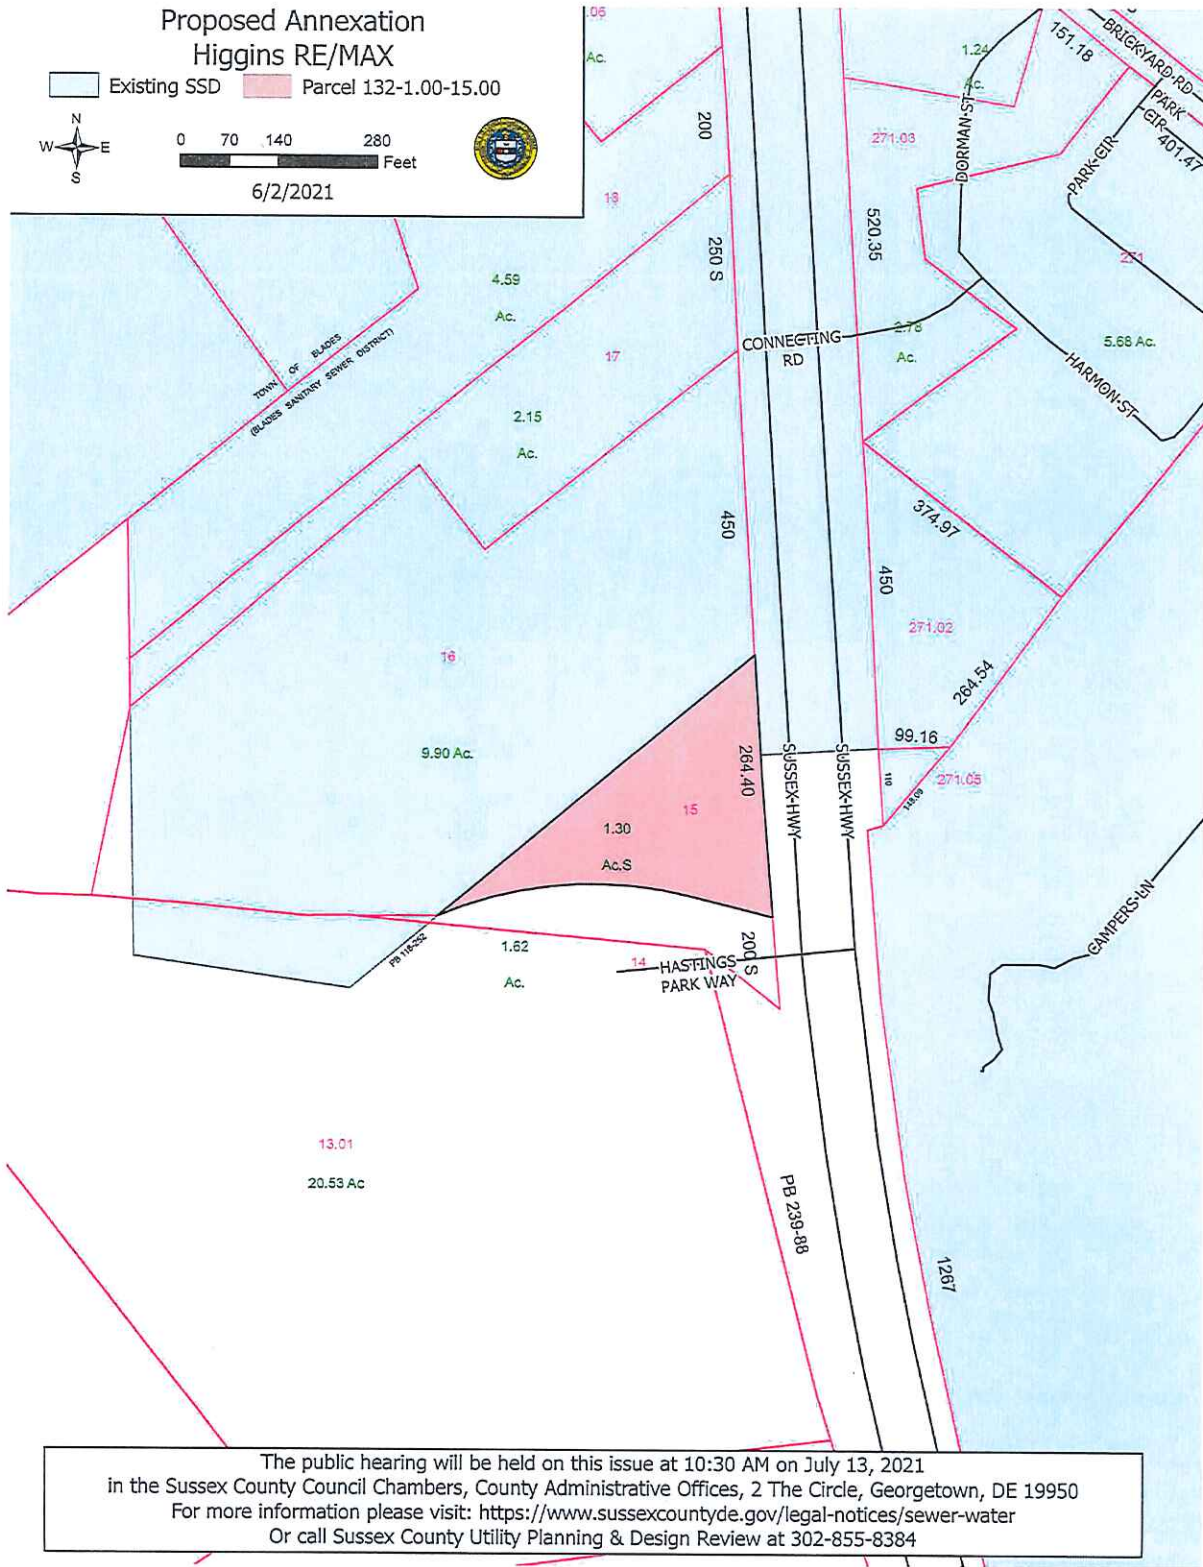 Proposed Annexation
Higgins RE/MAX
Existing SSD
Parcel 132-1.00-15.00
N
W E
S
0 70 140 280
Feet
6/2/2021
.06
Ac.
200
18
250 S
4.59
Ac.
17
TOWN OF BLADES
(BLADES SANITARY SEWER DISTRICT)
2.15
Ac.
450
1.24
Ac.
151.18
BRICKYARD RD
PARK
CIR
401.47
PARK CIR
DORMAN ST
271.03
520.35
271
CONNECTING
RD
2.78
Ac.
5.68 Ac.
HARMON ST
374.97
450
271.02
264.54
16
9.90 Ac.
264.40
SUSSEX HWY
SUSSEX HWY
99.16
110
148.09
271.05
15
1.30
Ac.S
CAMPERS LN
PB 118-252
1.62
Ac.
14
HASTINGS
PARK WAY
200 S
13.01
20.53 Ac
PB 239-88
1267
The public hearing will be held on this issue at 10:30 AM on July 13, 2021
in the Sussex County Council Chambers, County Administrative Offices, 2 The Circle, Georgetown, DE 19950
For more information please visit: https://www.sussexcountyde.gov/legal-notices/sewer-water
Or call Sussex County Utility Planning & Design Review at 302-855-8384